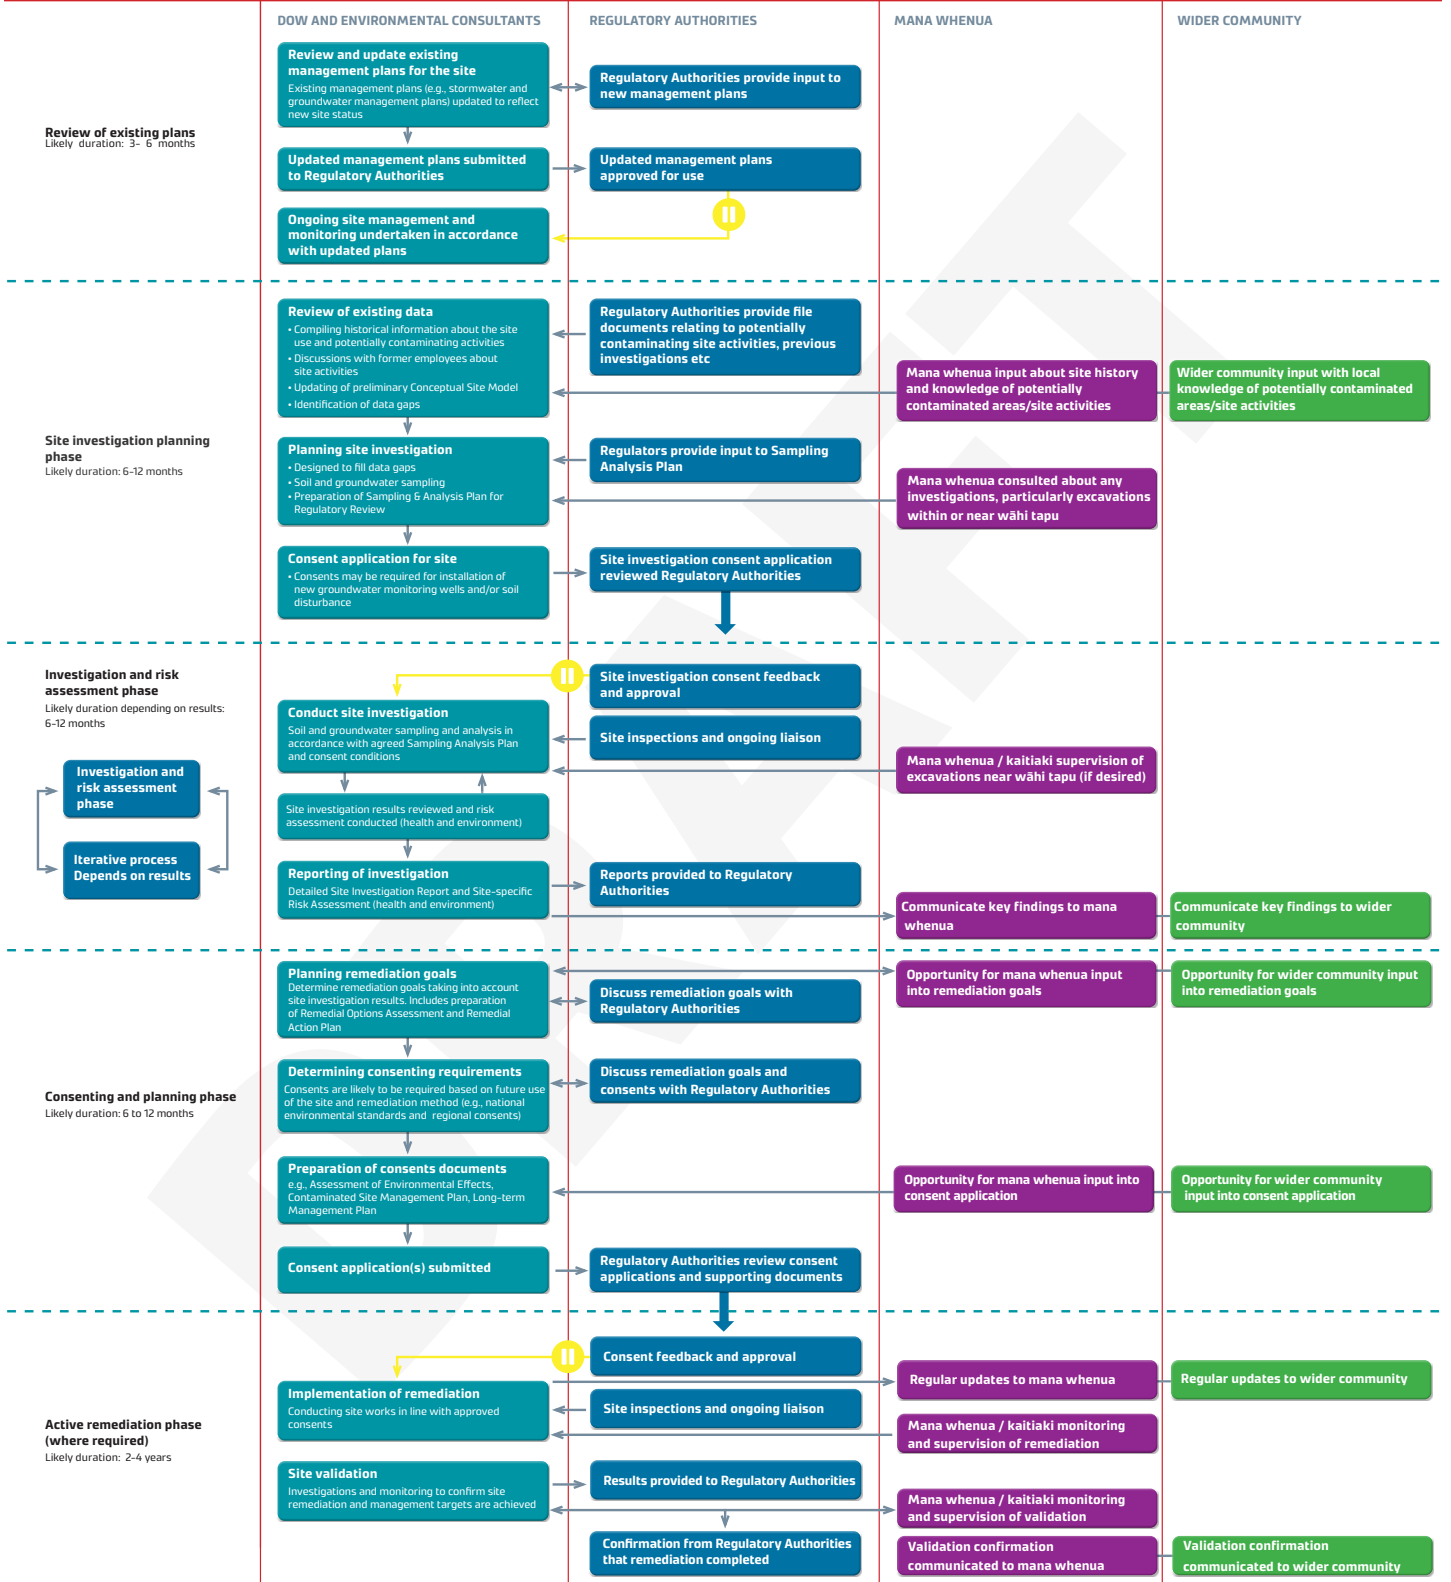 DOW AND ENVIRONMENTAL CONSULTANTS
REGULATORY AUTHORITIES
MANA WHENUA
WIDER COMMUNITY
Review of existing plans
Likely duration: 3- 6 months
Review and update existing
management plans for the site
Existing management plans (e.g., stormwater and
groundwater management plans) updated to reflect
new site status
Regulatory Authorities provide input to
new management plans
Updated management plans submitted
to Regulatory Authorities
Updated management plans
approved for use
Ongoing site management and
monitoring undertaken in accordance
with updated plans
Site investigation planning
phase
Likely duration: 6-12 months
Review of existing data
• Compiling historical information about the site
use and potentially contaminating activities
• Discussions with former employees about
site activities
• Updating of preliminary Conceptual Site Model
• Identification of data gaps
Regulatory Authorities provide file
documents relating to potentially
contaminating site activities, previous
investigations etc
Mana whenua input about site history
and knowledge of potentially
contaminated areas/site activities
Wider community input with local
knowledge of potentially contaminated
areas/site activities
Planning site investigation
• Designed to fill data gaps
• Soil and groundwater sampling
• Preparation of Sampling & Analysis Plan for
Regulatory Review
Regulators provide input to Sampling
Analysis Plan
Mana whenua consulted about any
investigations, particularly excavations
within or near wāhi tapu
Consent application for site
• Consents may be required for installation of
new groundwater monitoring wells and/or soil
disturbance
Site investigation consent application
reviewed Regulatory Authorities
Investigation and risk
assessment phase
Likely duration depending on results:
6-12 months
Investigation and
risk assessment
phase
Iterative process
Depends on results
Site investigation consent feedback
and approval
Conduct site investigation
Soil and groundwater sampling and analysis in
accordance with agreed Sampling Analysis Plan
and consent conditions
Site inspections and ongoing liaison
Mana whenua / kaitiaki supervision of
excavations near wāhi tapu (if desired)
Site investigation results reviewed and risk
assessment conducted (health and environment)
Reporting of investigation
Detailed Site Investigation Report and Site-specific
Risk Assessment (health and environment)
Reports provided to Regulatory
Authorities
Communicate key findings to mana
whenua
Communicate key findings to wider
community
Consenting and planning phase
Likely duration: 6 to 12 months
Planning remediation goals
Determine remediation goals taking into account
site investigation results. Includes preparation
of Remedial Options Assessment and Remedial
Action Plan
Discuss remediation goals with
Regulatory Authorities
Opportunity for mana whenua input
into remediation goals
Opportunity for wider community input
into remediation goals
Determining consenting requirements
Consents are likely to be required based on future use
of the site and remediation method (e.g., national
environmental standards and regional consents)
Discuss remediation goals and
consents with Regulatory Authorities
Preparation of consents documents
e.g., Assessment of Environmental Effects,
Contaminated Site Management Plan, Long-term
Management Plan
Opportunity for mana whenua input into
consent application
Opportunity for wider community
input into consent application
Consent application(s) submitted
Regulatory Authorities review consent
applications and supporting documents
Active remediation phase
(where required)
Likely duration: 2-4 years
Consent feedback and approval
Implementation of remediation
Conducting site works in line with approved
consents
Site inspections and ongoing liaison
Regular updates to mana whenua
Regular updates to wider community
Mana whenua / kaitiaki monitoring
and supervision of remediation
Site validation
Investigations and monitoring to confirm site
remediation and management targets are achieved
Results provided to Regulatory Authorities
Mana whenua / kaitiaki monitoring
and supervision of validation
Confirmation from Regulatory Authorities
that remediation completed
Validation confirmation
communicated to mana whenua
Validation confirmation
communicated to wider community
DRAFT